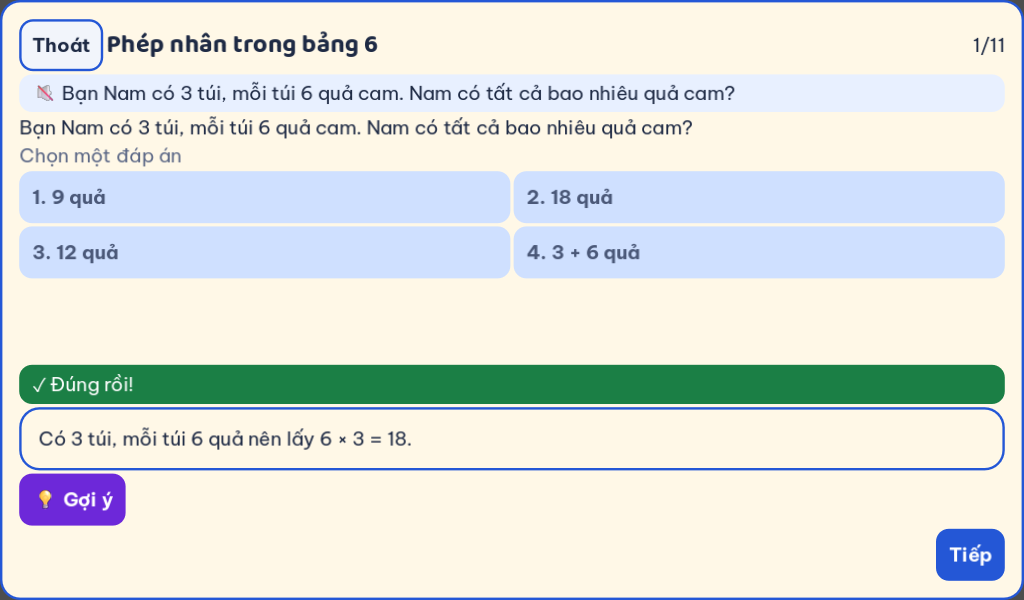 Thoát Phép nhân trong bảng 6 1/11
Bạn Nam có 3 túi, mỗi túi 6 quả cam. Nam có tất cả bao nhiêu quả cam?
Bạn Nam có 3 túi, mỗi túi 6 quả cam. Nam có tất cả bao nhiêu quả cam?
Chọn một đáp án
1. 9 quả
2. 18 quả
3. 12 quả
4. 3 + 6 quả
✓ Đúng rồi!
Có 3 túi, mỗi túi 6 quả nên lấy 6 × 3 = 18.
Gợi ý
Tiếp